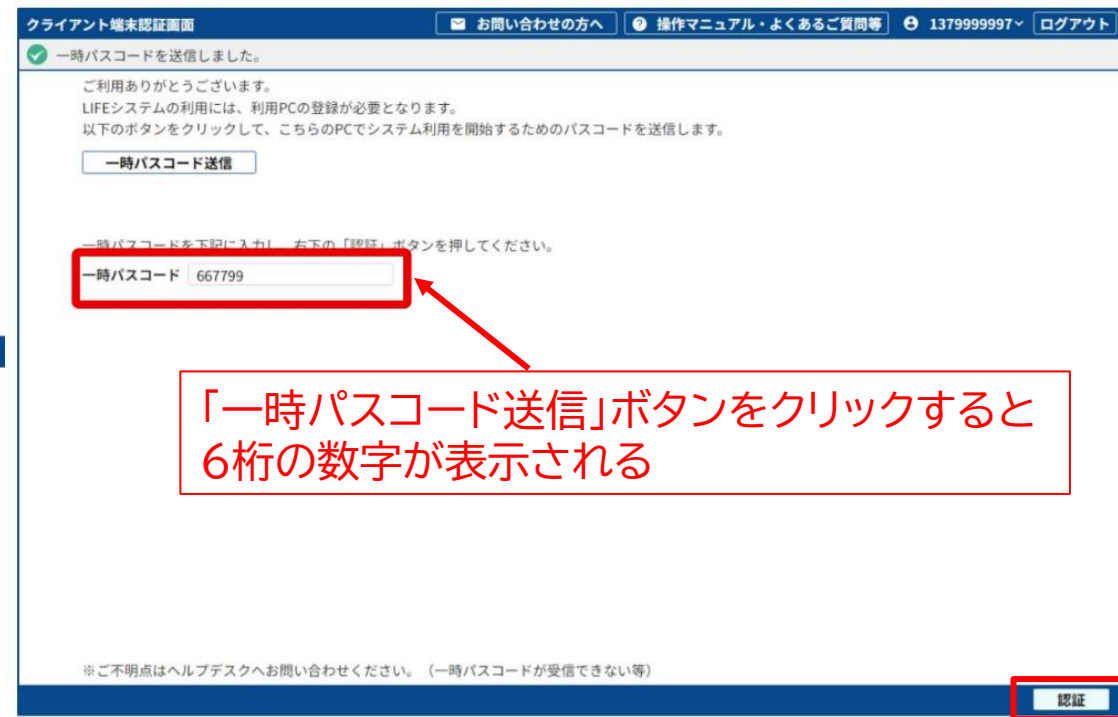 クライアント端末認証画面
お問い合わせの方へ
操作マニュアル・よくあるご質問等
1379999997
ログアウト
一時パスコードを送信しました。
ご利用ありがとうございます。
LIFEシステムの利用には、利用PCの登録が必要となります。
以下のボタンをクリックして、こちらのPCでシステム利用を開始するためのパスコードを送信します。
一時パスコード送信
一時パスコードを下記に入力し、右下の「認証」ボタンを押してください。
一時パスコード 667799
「一時パスコード送信」ボタンをクリックすると
6桁の数字が表示される
※ご不明点はヘルプデスクへお問い合わせください。（一時パスコードが受信できない等）
認証